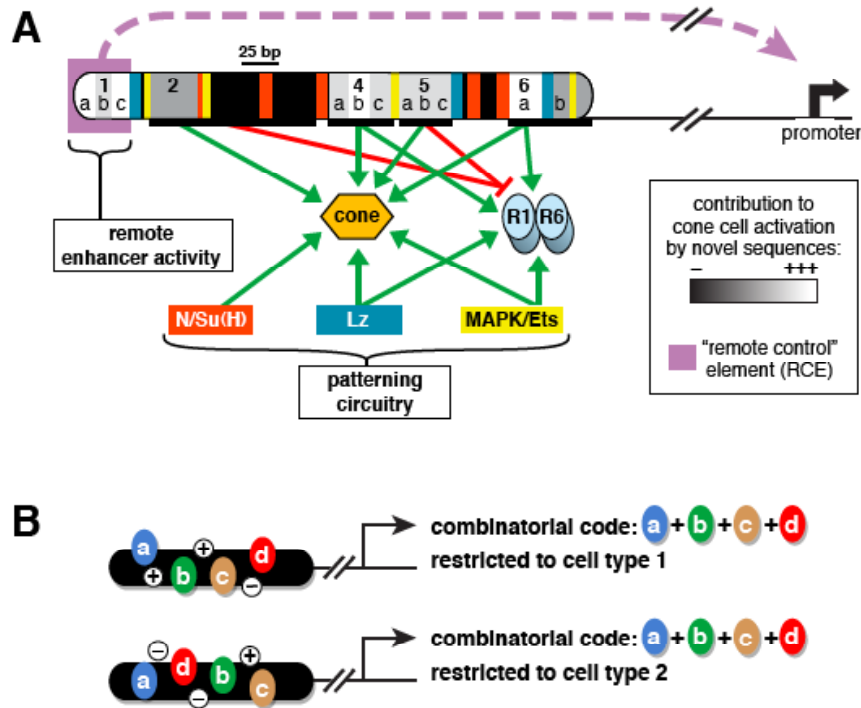 A
25 bp
1 2 4 5 6
a b c a b c a b c a b
promoter
cone
R1 R6
remote
enhancer activity
N/Su(H) Lz MAPK/Ets
patterning
circuitry
contribution to
cone cell activation
by novel sequences:
– +++
"remote control"
element (RCE)
B
a + b c - d
combinatorial code: a + b + c + d
restricted to cell type 1
a - d - b + c
combinatorial code: a + b + c + d
restricted to cell type 2